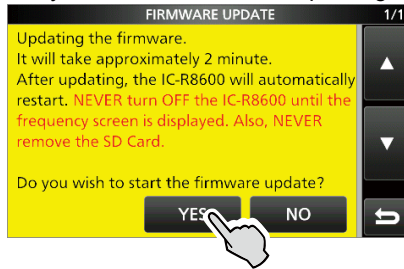 FIRMWARE UPDATE 1/1
Updating the firmware.
It will take approximately 2 minute.
After updating, the IC-R8600 will automatically
restart. NEVER turn OFF the IC-R8600 until the
frequency screen is displayed. Also, NEVER
remove the SD Card.
Do you wish to start the firmware update?
YES NO